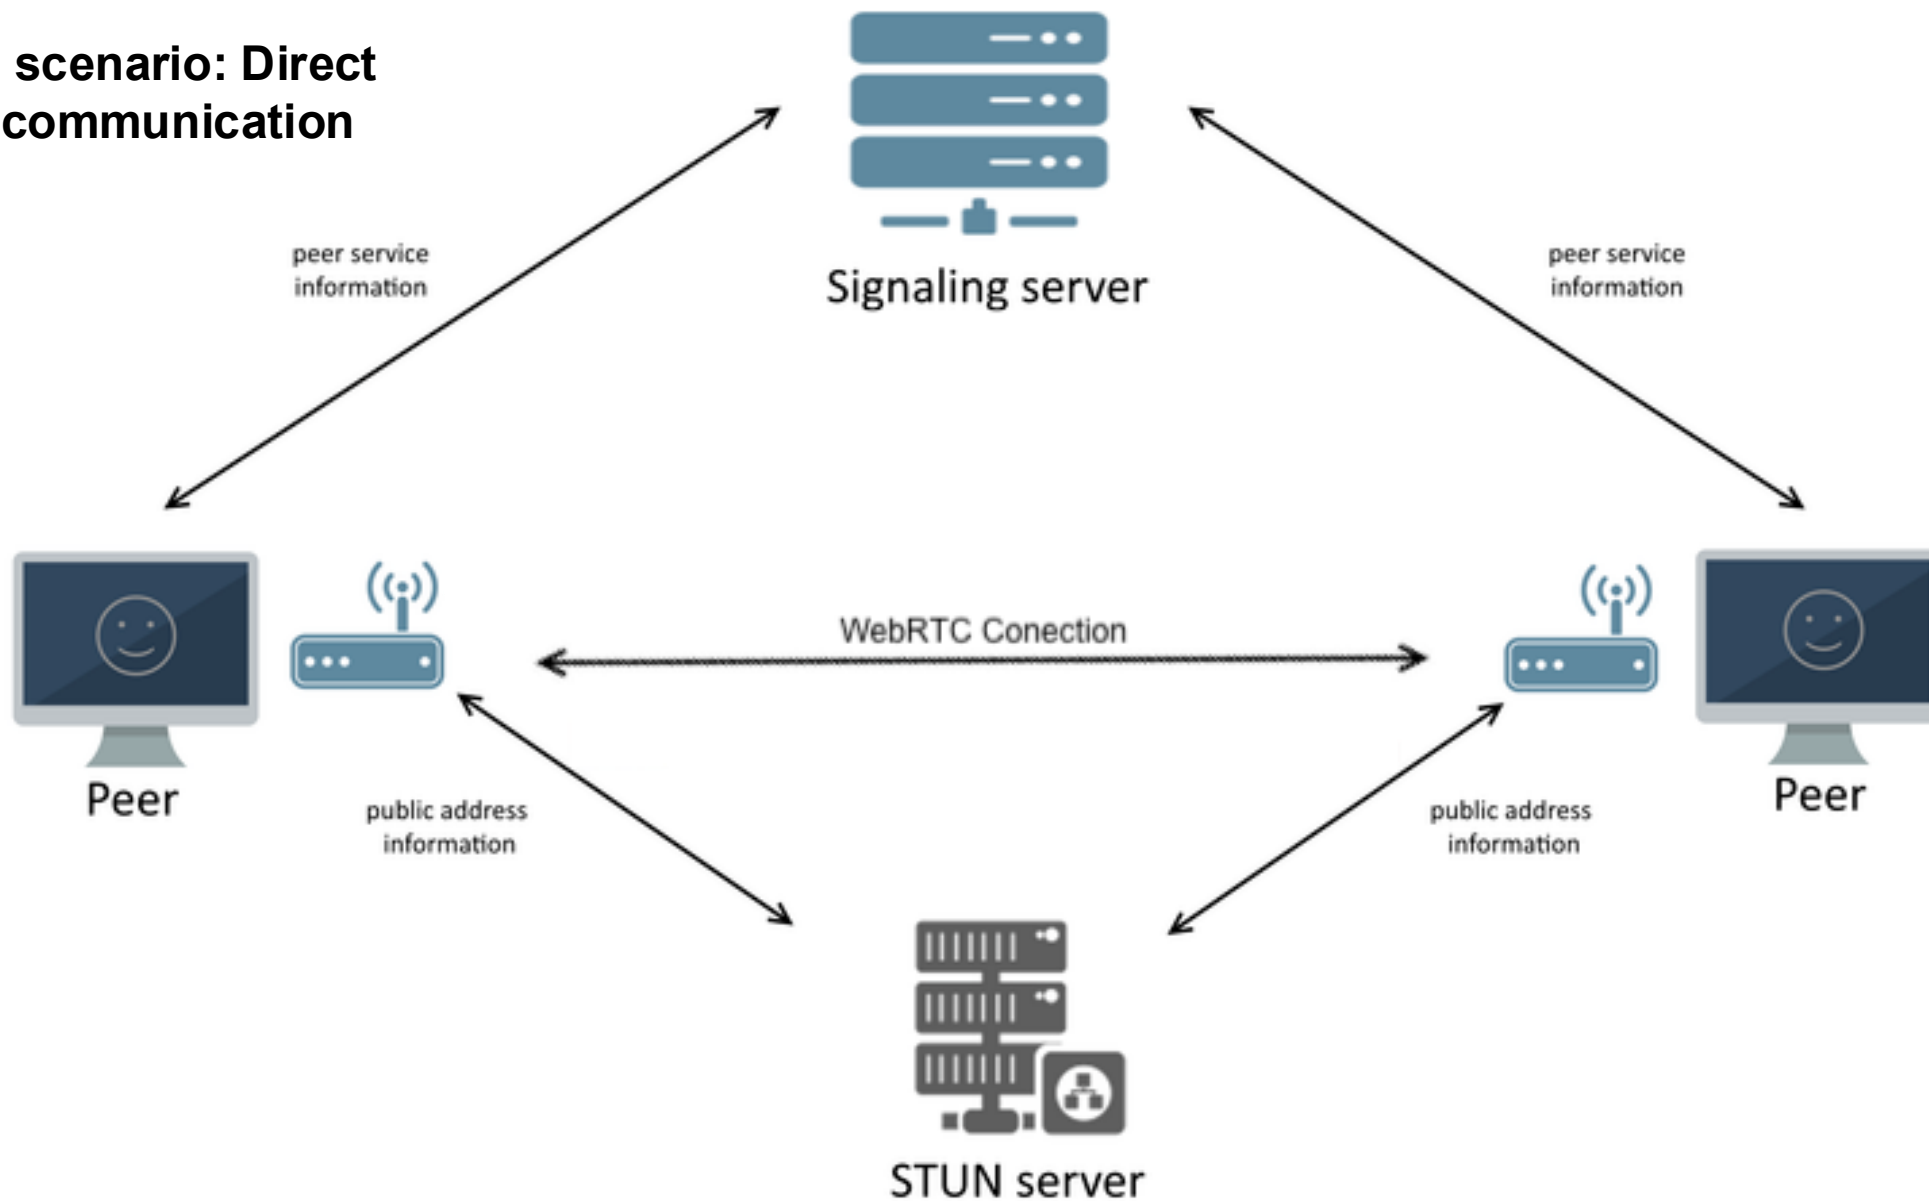 scenario: Direct
communication
Signaling server
peer service
information
peer service
information
WebRTC Conection
Peer
Peer
public address
information
public address
information
STUN server